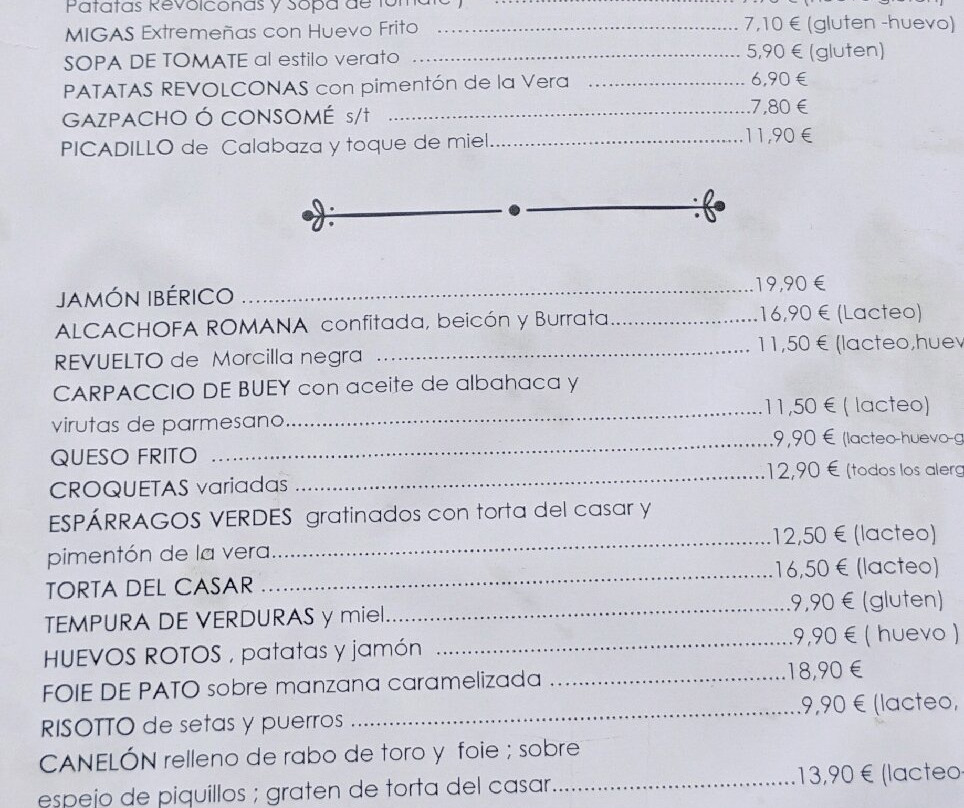 Patatas Revolconas y Sopa de Tomate )
MIGAS Extremeñas con Huevo Frito ........ 7,10 € (gluten -huevo)
SOPA DE TOMATE al estilo verato ........ 5,90 € (gluten)
PATATAS REVOLCONAS con pimentón de la Vera ........ 6,90 €
GAZPACHO Ó CONSOMÉ s/t ........ 7,80 €
PICADILLO de Calabaza y toque de miel........ 11,90 €
JAMÓN IBÉRICO ........ 19,90 €
ALCACHOFA ROMANA confitada, beicón y Burrata........ 16,90 € (Lacteo)
REVUELTO de Morcilla negra ........ 11,50 € (lacteo,huev
CARPACCIO DE BUEY con aceite de albahaca y
virutas de parmesano........ 11,50 € ( lacteo)
QUESO FRITO ........ 9,90 € (lacteo-huevo-g
CROQUETAS variadas ........ 12,90 € (todos los alerg
ESPÁRRAGOS VERDES gratinados con torta del casar y
pimentón de la vera........ 12,50 € (lacteo)
TORTA DEL CASAR ........ 16,50 € (lacteo)
TEMPURA DE VERDURAS y miel........ 9,90 € (gluten)
HUEVOS ROTOS , patatas y jamón ........ 9,90 € ( huevo )
FOIE DE PATO sobre manzana caramelizada ........ 18,90 €
RISOTTO de setas y puerros ........ 9,90 € (lacteo,
CANELÓN relleno de rabo de toro y foie ; sobre
espejo de piquillos ; graten de torta del casar........ 13,90 € (lacteo-